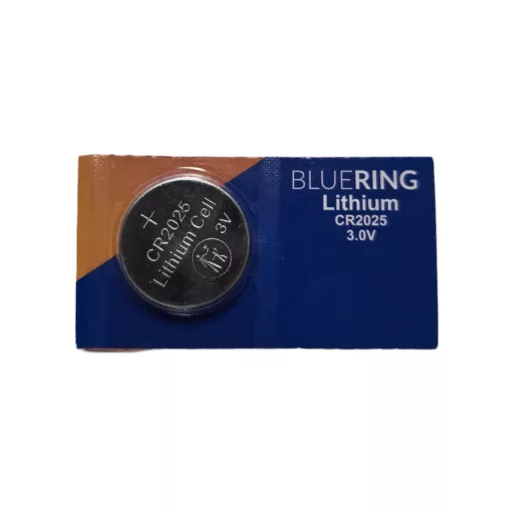 +
CR2025
Lithium Cell
3V
BLUERING
Lithium
CR2025
3.0V